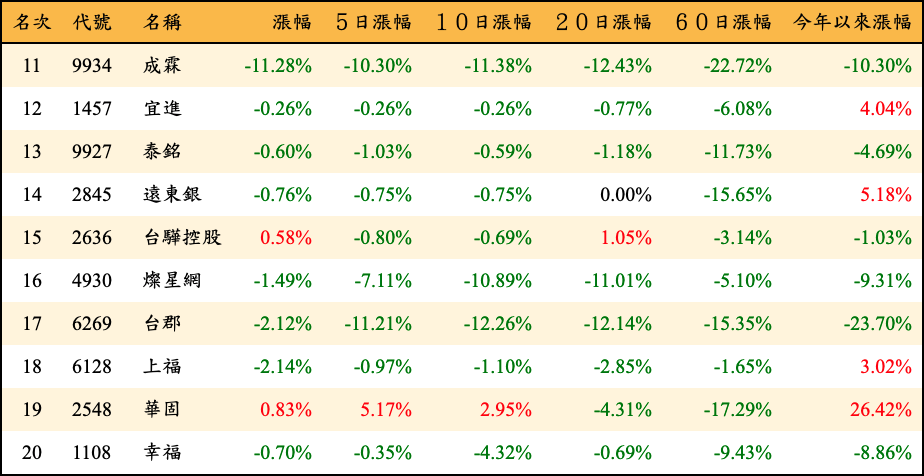 名次 代號 名稱 漲幅 ５日漲幅 １０日漲幅 ２０日漲幅 ６０日漲幅 今年以來漲幅
11 9934 成霖 -11.28% -10.30% -11.38% -12.43% -22.72% -10.30%
12 1457 宜進 -0.26% -0.26% -0.26% -0.77% -6.08% 4.04%
13 9927 泰銘 -0.60% -1.03% -0.59% -1.18% -11.73% -4.69%
14 2845 遠東銀 -0.76% -0.75% -0.75% 0.00% -15.65% 5.18%
15 2636 台驊控股 0.58% -0.80% -0.69% 1.05% -3.14% -1.03%
16 4930 燦星網 -1.49% -7.11% -10.89% -11.01% -5.10% -9.31%
17 6269 台郡 -2.12% -11.21% -12.26% -12.14% -15.35% -23.70%
18 6128 上福 -2.14% -0.97% -1.10% -2.85% -1.65% 3.02%
19 2548 華固 0.83% 5.17% 2.95% -4.31% -17.29% 26.42%
20 1108 幸福 -0.70% -0.35% -4.32% -0.69% -9.43% -8.86%